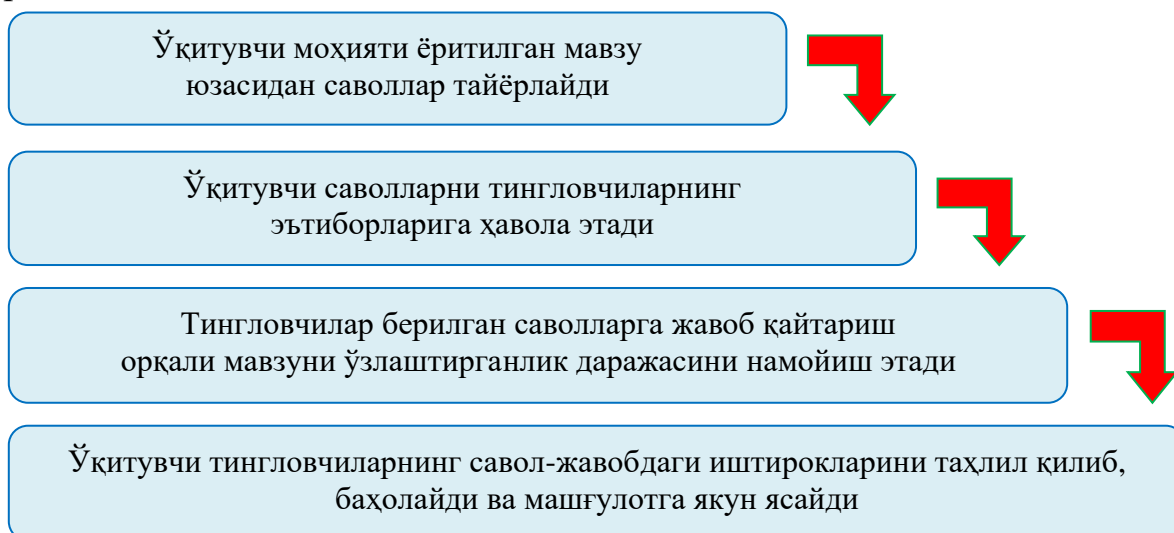 Ўқитувчи моҳияти ёритилган мавзу
юзасидан саволлар тайёрлайди
Ўқитувчи саволларни тингловчиларнинг
эътиборларига ҳавола этади
Тингловчилар берилган саволларга жавоб қайтариш
орқали мавзуни ўзлаштирганлик даражасини намойиш этади
Ўқитувчи тингловчиларнинг савол-жавобдаги иштирокларини таҳлил қилиб,
баҳолайди ва машғулотга якун ясайди